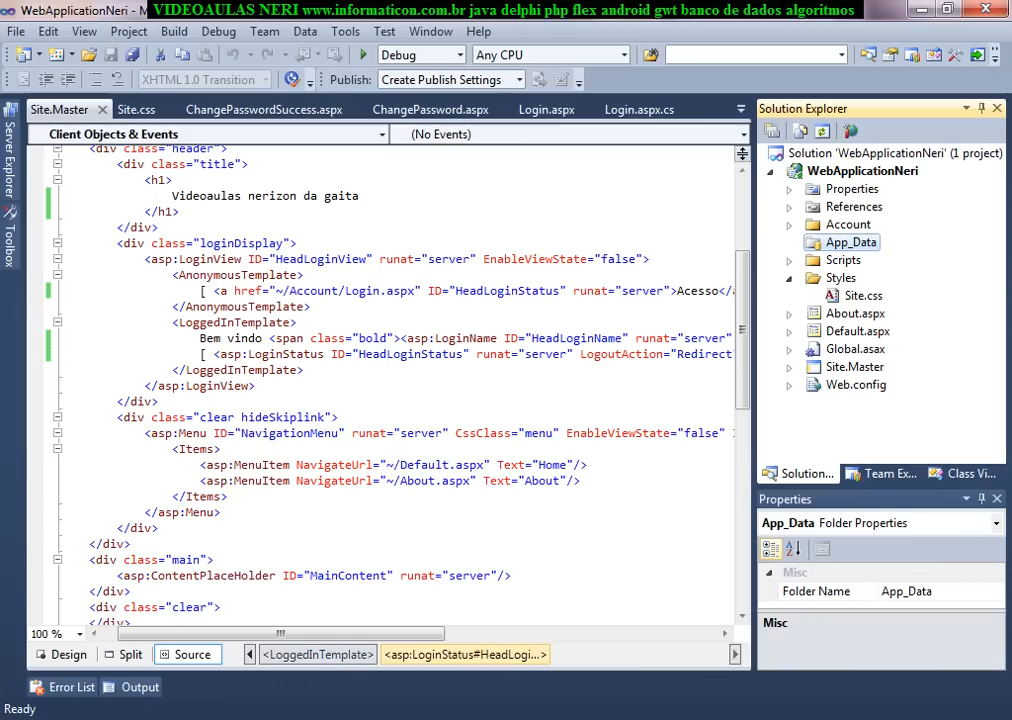 WebApplicationNeri - M
VIDEOAULAS NERI www.informaticon.com.br java delphi php flex android gwt banco de dados algoritmos
File Edit View Project Build Debug Team Data Tools Test Window Help
Debug Any CPU
XHTML 1.0 Transition Publish: Create Publish Settings
Server Explorer
Toolbox
Site.Master Site.css ChangePasswordSuccess.aspx ChangePassword.aspx Login.aspx Login.aspx.cs
Client Objects & Events (No Events)
<div class="header">
<div class="title">
<h1>
Videoaulas nerizon da gaita
</h1>
</div>
<div class="loginDisplay">
<asp:LoginView ID="HeadLoginView" runat="server" EnableViewState="false">
<AnonymousTemplate>
[ <a href="~/Account/Login.aspx" ID="HeadLoginStatus" runat="server">Acesso</a
</AnonymousTemplate>
<LoggedInTemplate>
Bem vindo <span class="bold"><asp:LoginName ID="HeadLoginName" runat="server"
[ <asp:LoginStatus ID="HeadLoginStatus" runat="server" LogoutAction="Redirect"
</LoggedInTemplate>
</asp:LoginView>
</div>
<div class="clear hideSkiplink">
<asp:Menu ID="NavigationMenu" runat="server" CssClass="menu" EnableViewState="false"
<Items>
<asp:MenuItem NavigateUrl="~/Default.aspx" Text="Home"/>
<asp:MenuItem NavigateUrl="~/About.aspx" Text="About"/>
</Items>
</asp:Menu>
</div>
</div>
<div class="main">
<asp:ContentPlaceHolder ID="MainContent" runat="server"/>
</div>
<div class="clear">
</div>
100 %
Design Split Source <LoggedInTemplate> <asp:LoginStatus#HeadLogi...>
Error List Output
Ready
Solution Explorer
Solution 'WebApplicationNeri' (1 project)
WebApplicationNeri
Properties
References
Account
App_Data
Scripts
Styles
Site.css
About.aspx
Default.aspx
Global.asax
Site.Master
Web.config
Solution... Team Ex... Class Vi...
Properties
App_Data Folder Properties
Misc
Folder Name App_Data
Misc